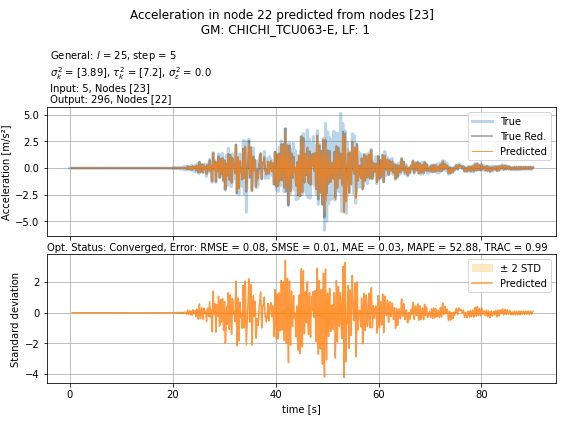 Acceleration in node 22 predicted from nodes [23]
GM: CHICHI_TCU063-E, LF: 1
General: l = 25, step = 5
σ²ₖ = [3.89], τ²ₖ = [7.2], σ²ε = 0.0
Input: 5, Nodes [23]
Output: 296, Nodes [22]
5.0
2.5
0.0
−2.5
−5.0
Acceleration [m/s²]
True
True Red.
Predicted
Opt. Status: Converged, Error: RMSE = 0.08, SMSE = 0.01, MAE = 0.03, MAPE = 52.88, TRAC = 0.99
2
0
−2
−4
Standard deviation
± 2 STD
Predicted
0 20 40 60 80
time [s]